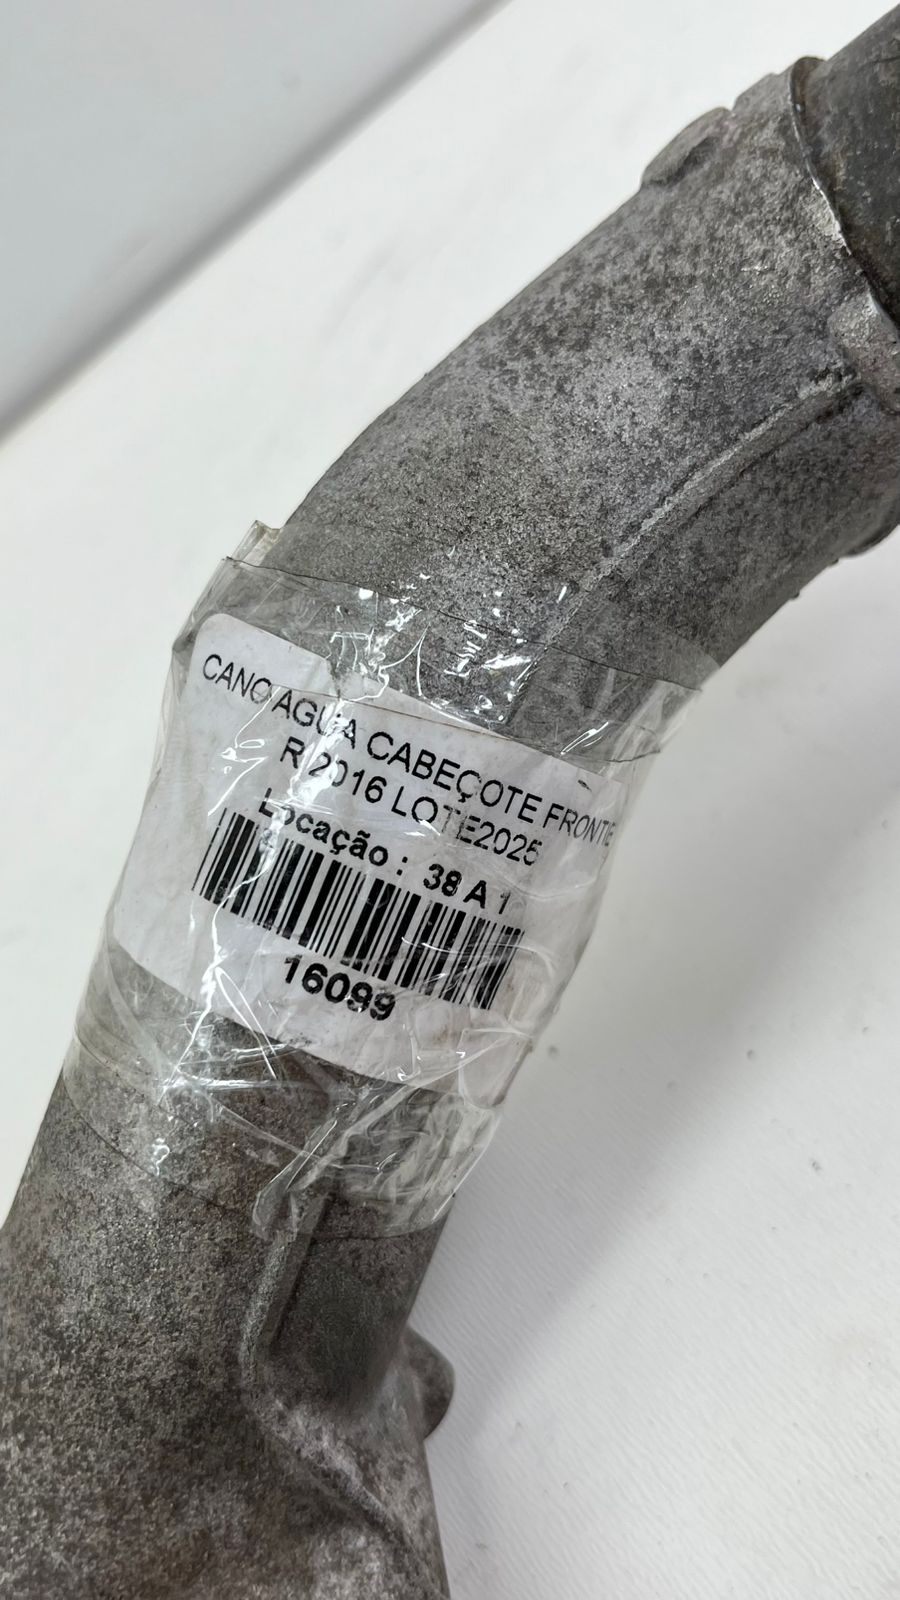 CANO AGUA CABEÇOTE FRONTIE
R 2016 LOTE2025
Locação : 38 A 1
16099